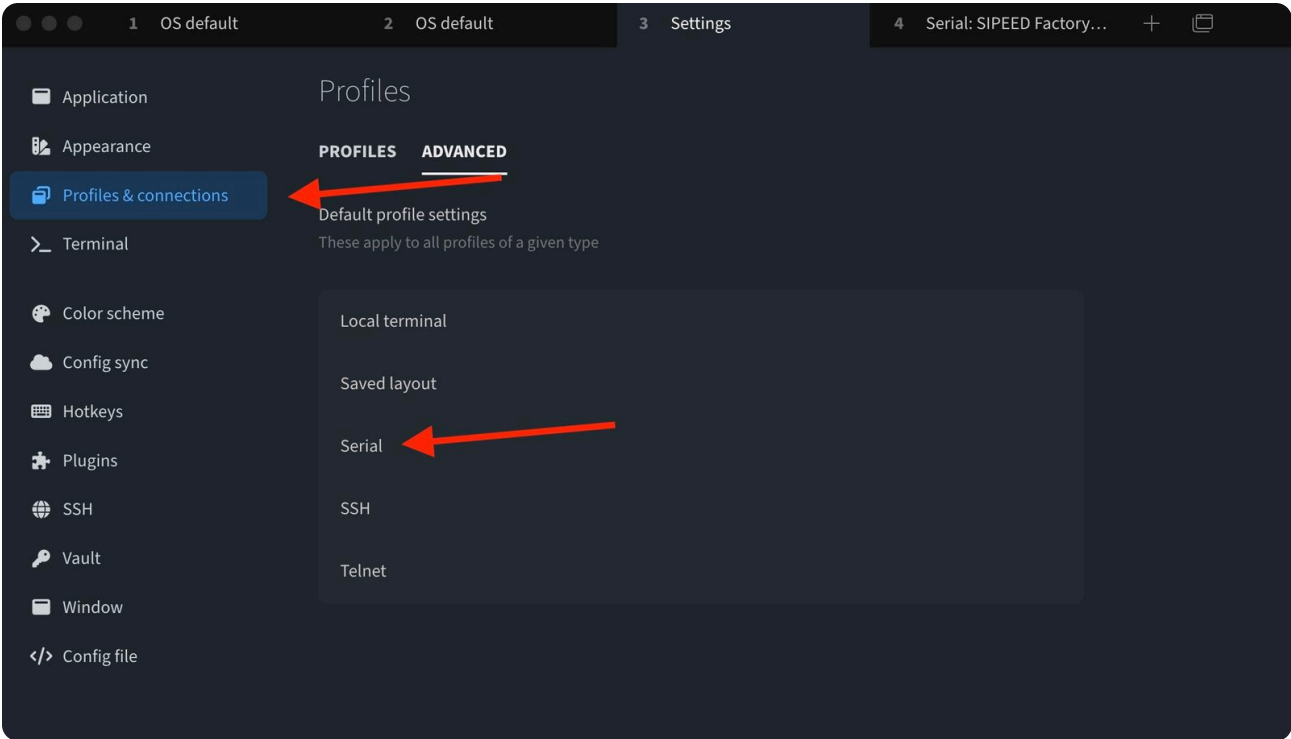 1 OS default 2 OS default 3 Settings 4 Serial: SIPEED Factory…
Application
Appearance
Profiles & connections
Terminal
Color scheme
Config sync
Hotkeys
Plugins
SSH
Vault
Window
Config file
Profiles
PROFILES ADVANCED
Default profile settings
These apply to all profiles of a given type
Local terminal
Saved layout
Serial
SSH
Telnet